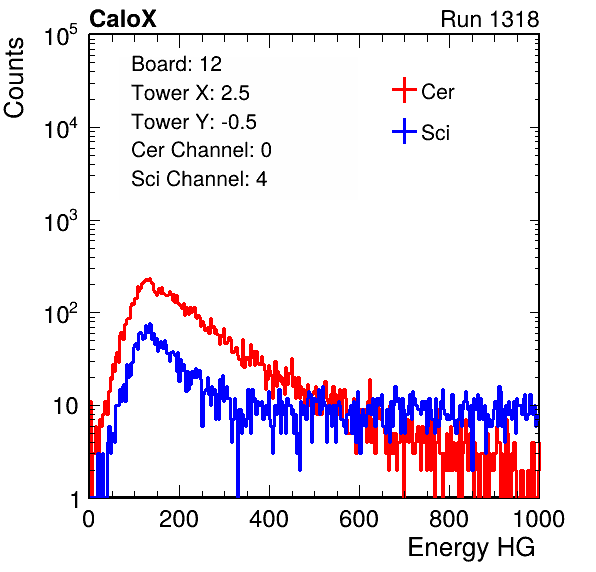 CaloX Run 1318
Counts
Board: 12
Tower X: 2.5
Tower Y: -0.5
Cer Channel: 0
Sci Channel: 4
Cer
Sci
10^5
10^4
10^3
10^2
10
1
0 200 400 600 800 1000
Energy HG